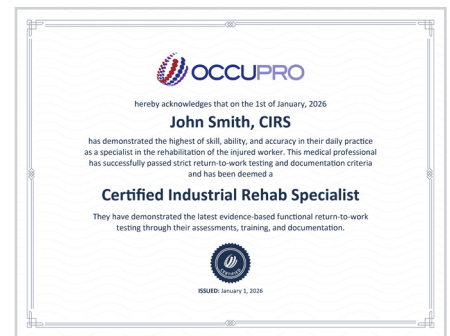 OCCUPRO
hereby acknowledges that on the 1st of January, 2026
John Smith, CIRS
has demonstrated the highest of skill, ability, and accuracy in their daily practice
as a specialist in the rehabilitation of the injured worker. This medical professional
has successfully passed strict return-to-work testing and documentation criteria
and has been deemed a
Certified Industrial Rehab Specialist
They have demonstrated the latest evidence-based functional return-to-work
testing through their assessments, training, and documentation.
CERTIFIED
ISSUED: January 1, 2026